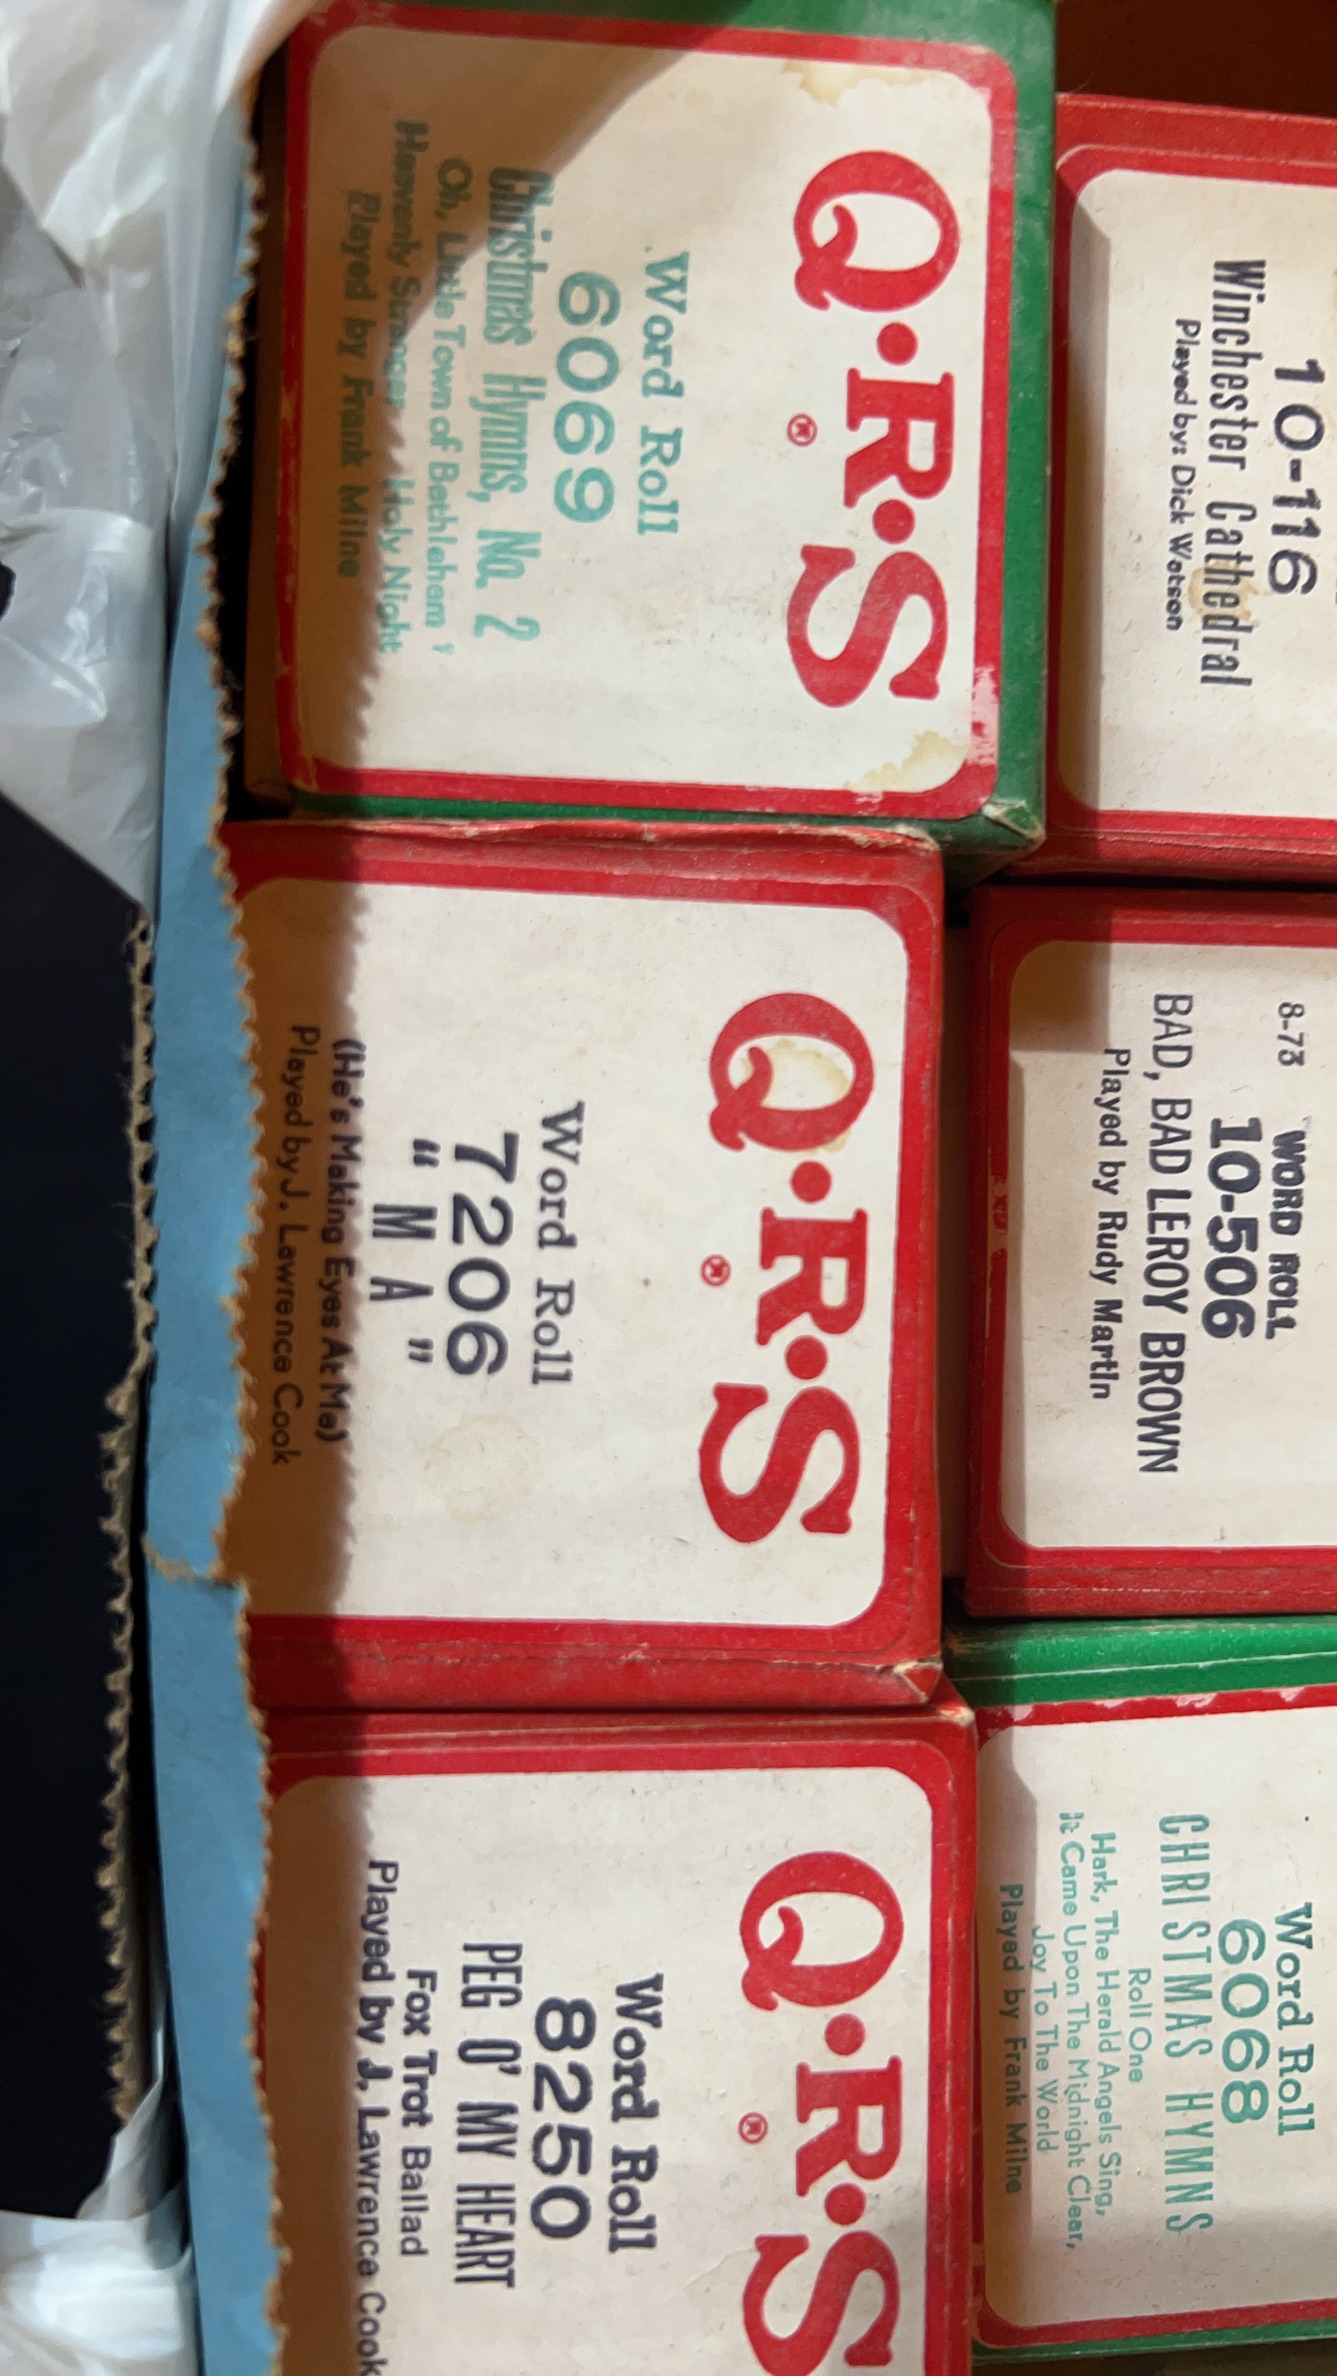 Q·R·S
®
Word Roll
6069
Christmas Hymns, No. 2
Oh, Little Town of Bethlehem,
Heavenly Stranger, Holy Night
Played by Frank Milne
10-116
Winchester Cathedral
Played by: Dick Watson
Q·R·S
®
Word Roll
7206
" M A "
(He's Making Eyes At Me)
Played by J. Lawrence Cook
8-73 WORD ROLL
10-506
BAD, BAD LEROY BROWN
Played by Rudy Martin
Q·R·S
®
Word Roll
8250
PEG O' MY HEART
Fox Trot Ballad
Played by J. Lawrence Cook
Word Roll
6068
CHRISTMAS HYMNS
Roll One
Hark, The Herald Angels Sing,
It Came Upon The Midnight Clear,
Joy To The World
Played by Frank Milne